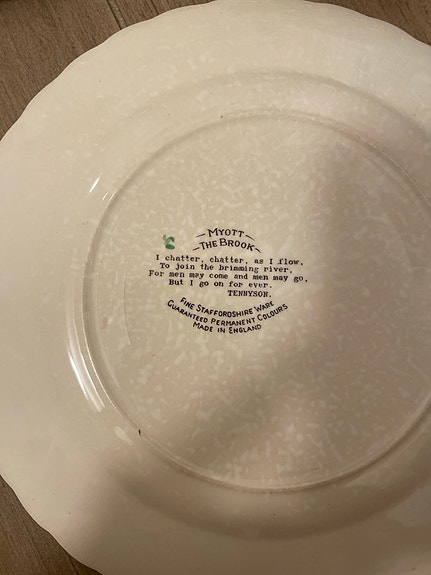 MYOTT
THE BROOK
I chatter, chatter, as I flow,
To join the brimming river,
For men may come and men may go,
But I go on for ever.
TENNYSON.
FINE STAFFORDSHIRE WARE
GUARANTEED PERMANENT COLOURS
MADE IN ENGLAND